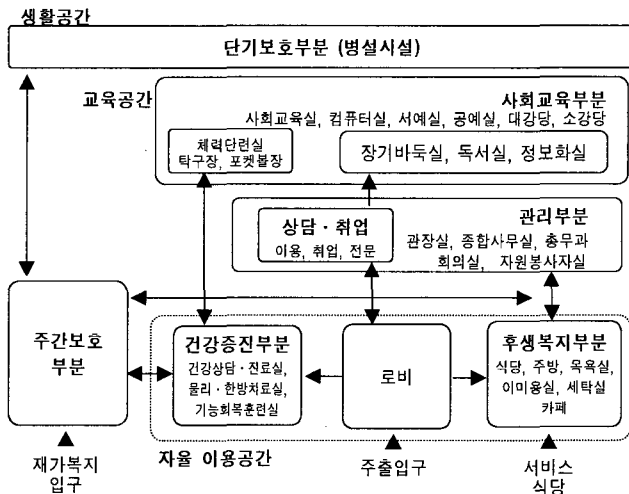 생활공간
단기보호부분 (병설시설)
교육공간
사회교육부분
사회교육실, 컴퓨터실, 서예실, 공예실, 대강당, 소강당
체력단련실
탁구장, 포켓볼장
장기바둑실, 독서실, 정보화실
상담 · 취업
이용, 취업, 전문
관리부분
관장실, 종합사무실, 총무과
회의실, 자원봉사자실
주간보호
부분
건강증진부분
건강상담 · 진료실,
물리 · 한방치료실,
기능회복훈련실
로비
후생복지부분
식당, 주방, 목욕실,
이미용실, 세탁실
카페
자율 이용공간
재가복지
입구
주출입구
서비스
식당